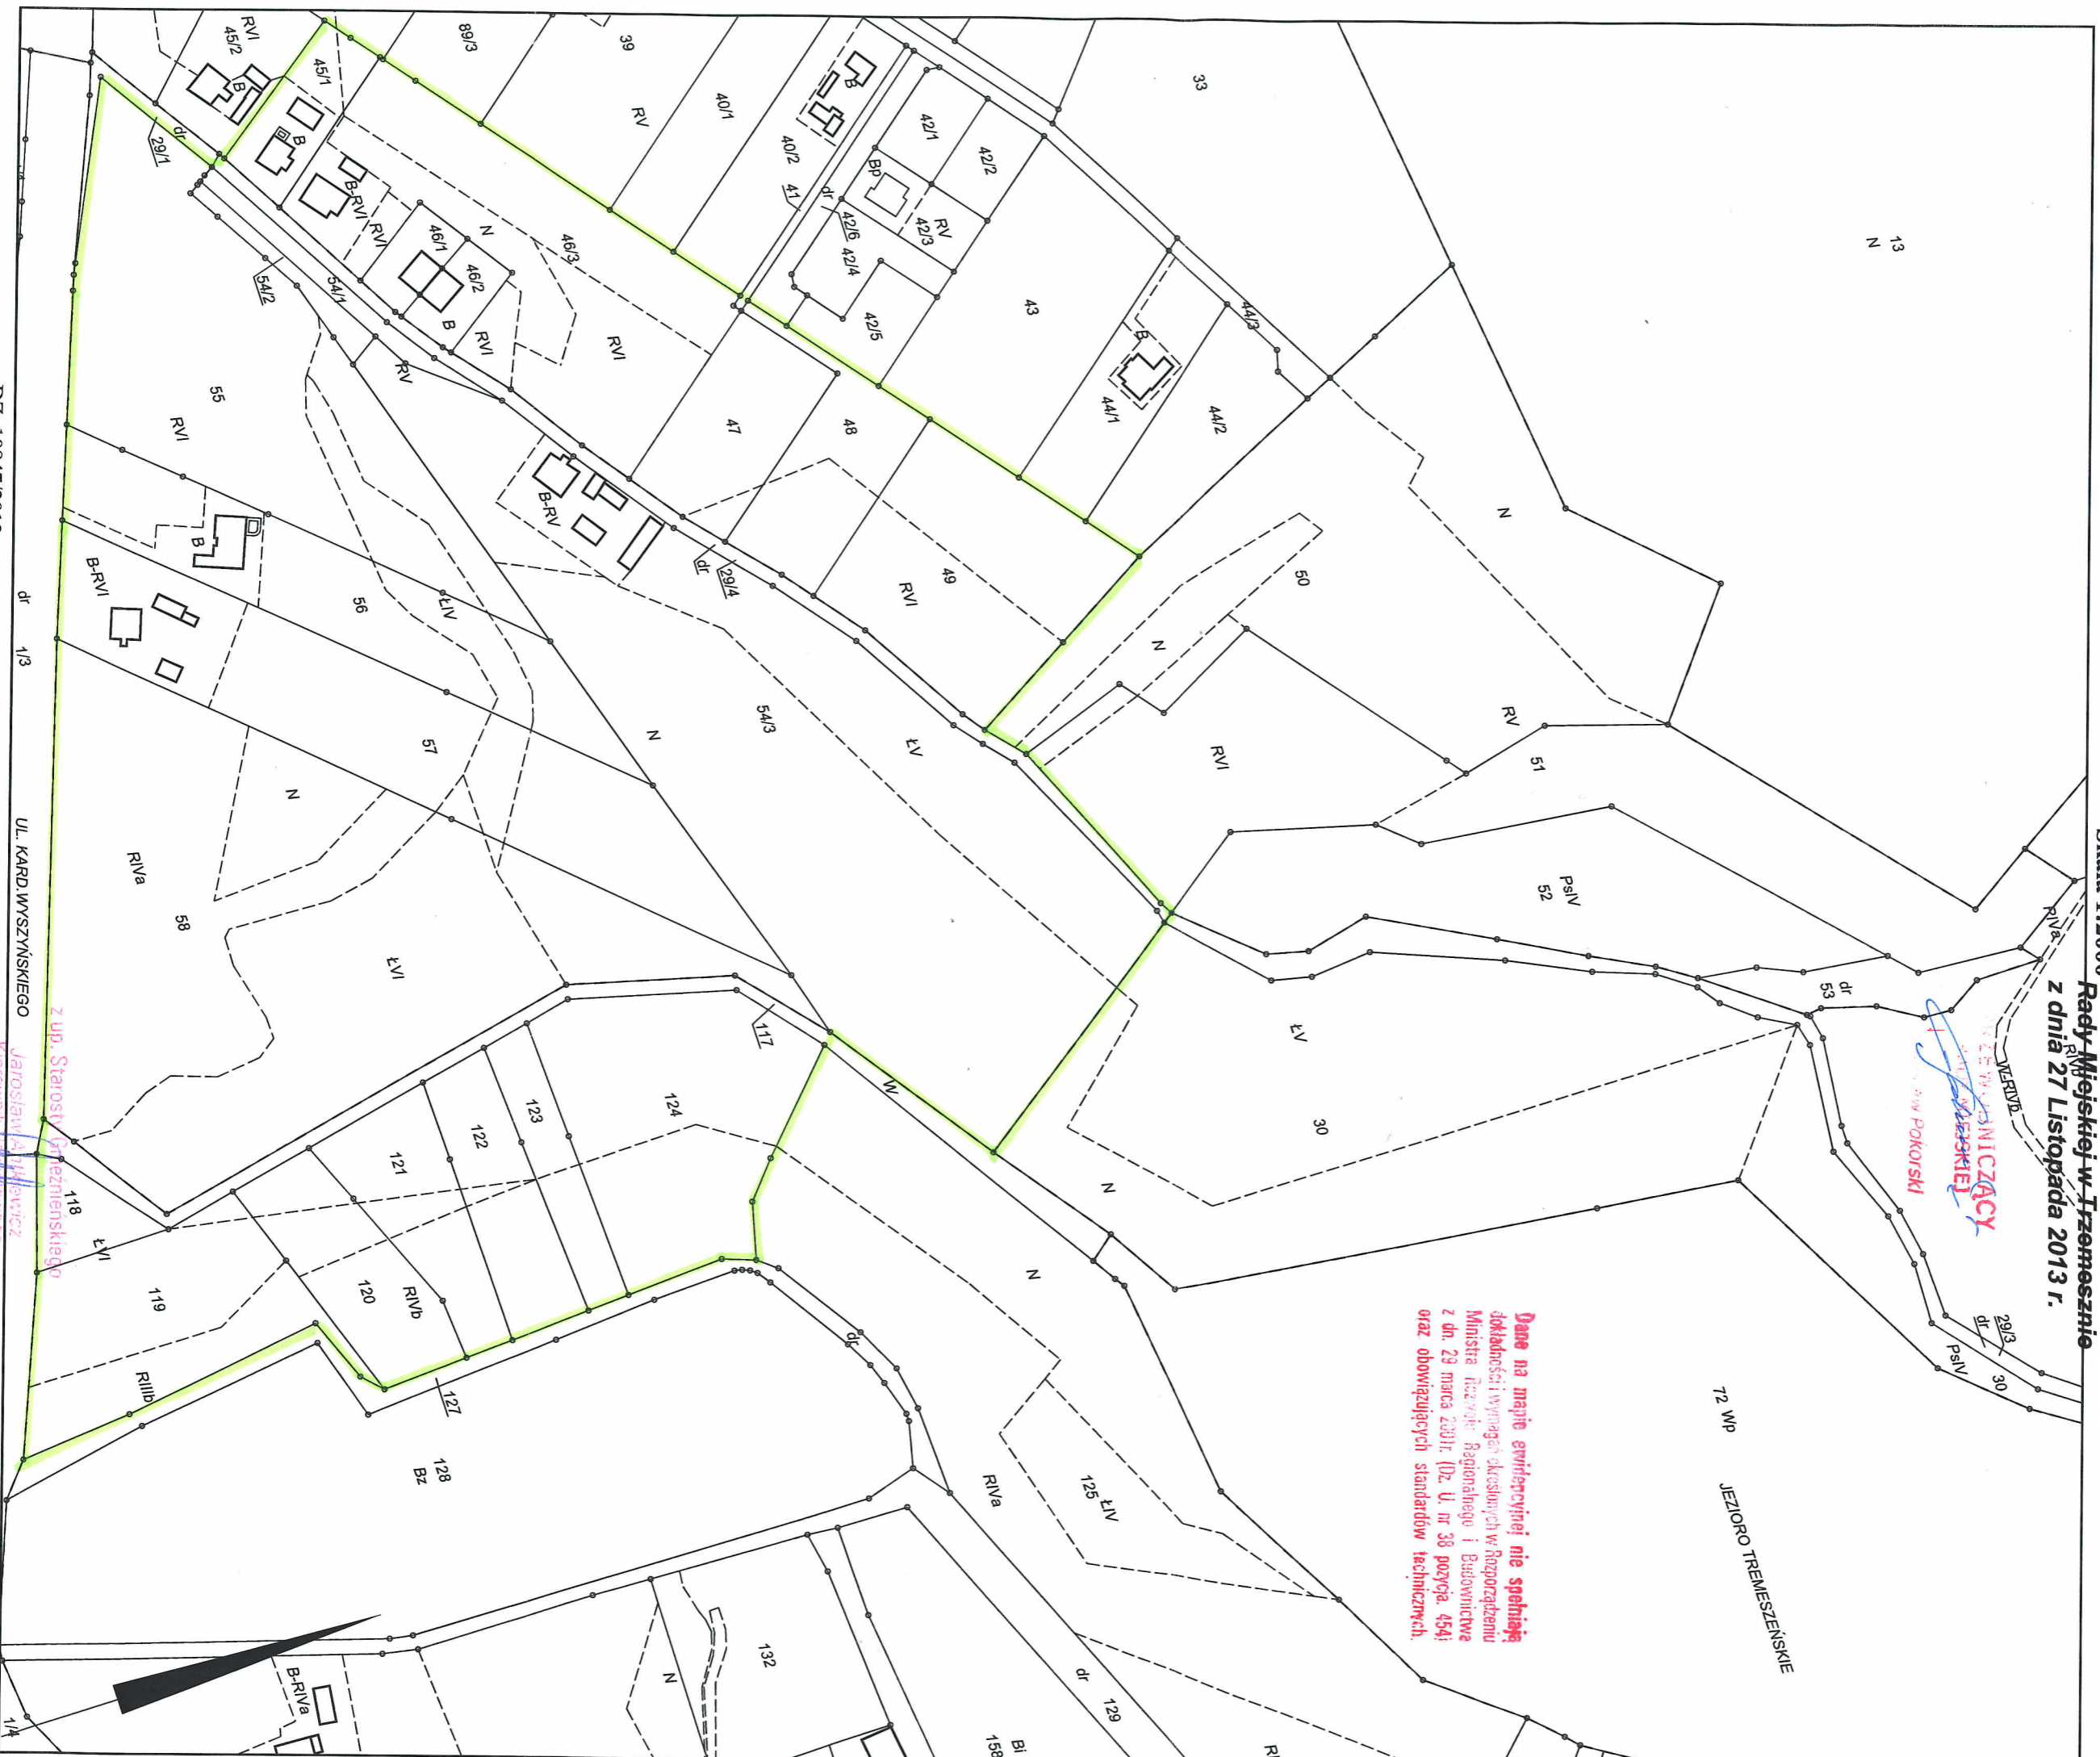 Rady Miejskiej w Trzemesznie
z dnia 27 Listopada 2013 r.
RIVa
RIVb
W-RIVb
29/3
dr
PsIV
30
dr
53
72 Wp
JEZIORO TREMESZEŃSKIE
Dane na mapie ewidencyjnej nie spełniają
dokładności i wymagań określonych w Rozporządzeniu
Ministra Rozwoju Regionalnego i Budownictwa
z dn. 29 marca 2001r. (Dz. U. nr 38 pozycja. 454)
oraz obowiązujących standardów technicznych.
Pokorski
13
N
33
N
RV
51
PsIV
52
50
N
RVI
ŁV
30
N
N
44/3
44/2
44/1
B
43
42/2
42/1
RV
42/3
Bp
42/6
42/4
42/5
dr
41
40/2
B
40/1
RV
39
89/3
48
47
49
RVI
29/4
dr
RVI
46/3
N
46/2
46/1
B
RVI
RVI
B-RVI
B
45/1
RVI
45/2
B
dr
29/1
54/2
54/1
RV
B-RV
ŁV
54/3
N
55
RVI
B
56
ŁIV
B-RVI
57
N
RIVa
58
ŁVI
117
W
124
123
122
121
120
RIVb
118
ŁVI
119
RIIIb
127
128
Bz
dr
RIVa
125
ŁIV
dr
129
132
N
Bi
158
B-RIVa
1/4
dr
1/3
UL. KARD.WYSZYŃSKIEGO
z up. Starosty Gnieźnieńskiego